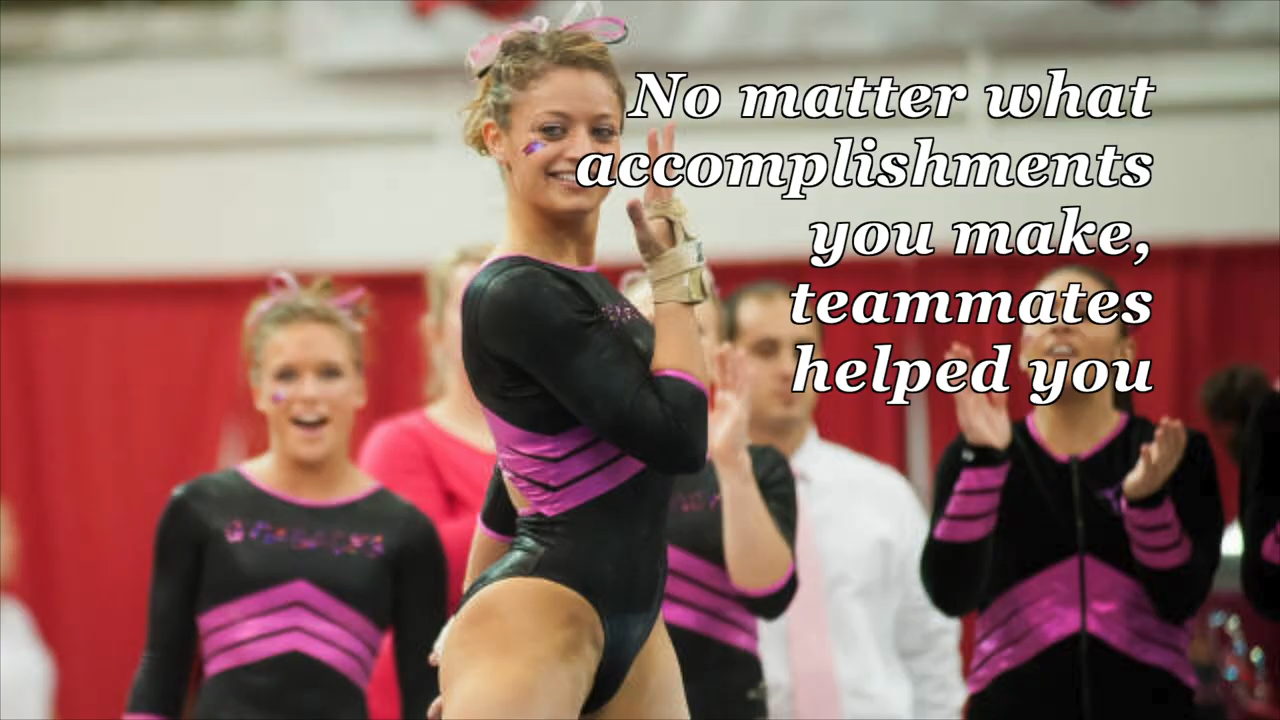 No matter what
accomplishments
you make,
teammates
helped you